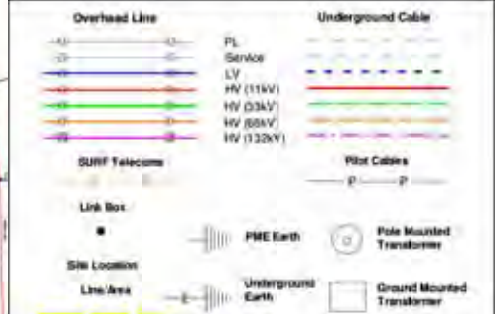 Overhead Line Underground Cable
PL
Service
LV
HV (11kV)
HV (33kV)
HV (66kV)
HV (132kV)
SURF Telecoms Pilot Cables
P P
Link Box
PME Earth Pole Mounted
Transformer
Site Location
Line/Area Underground
Earth Ground Mounted
Transformer
E